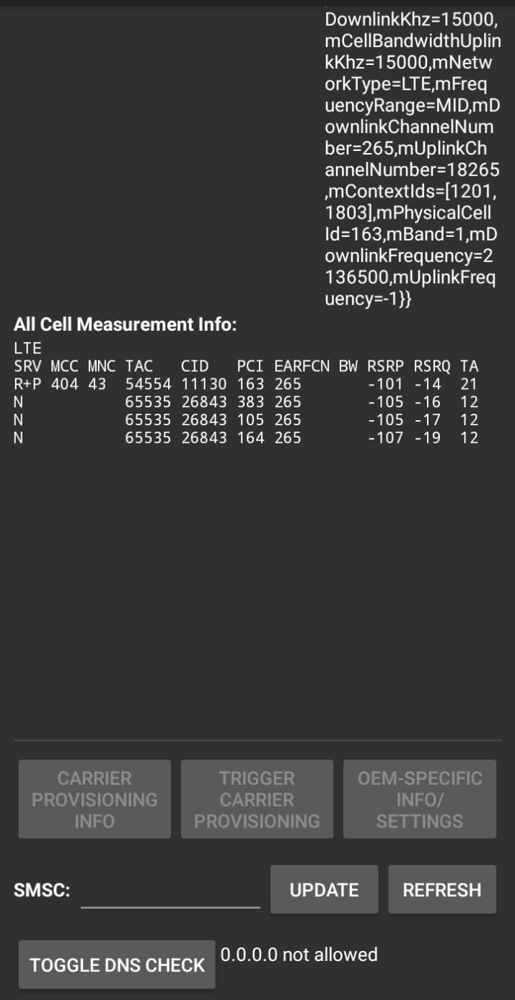 DownlinkKhz=15000,
mCellBandwidthUplin
kKhz=15000,mNetw
orkType=LTE,mFreq
uencyRange=MID,mD
ownlinkChannelNum
ber=265,mUplinkCh
annelNumber=18265
,mContextIds=[1201,
1803],mPhysicalCell
Id=163,mBand=1,mD
ownlinkFrequency=2
136500,mUplinkFreq
uency=-1}}
All Cell Measurement Info:
LTE
SRV MCC MNC TAC CID PCI EARFCN BW RSRP RSRQ TA
R+P 404 43 54554 11130 163 265 -101 -14 21
N 65535 26843 383 265 -105 -16 12
N 65535 26843 105 265 -105 -17 12
N 65535 26843 164 265 -107 -19 12
CARRIER
PROVISIONING
INFO
TRIGGER
CARRIER
PROVISIONING
OEM-SPECIFIC
INFO/
SETTINGS
SMSC:
UPDATE
REFRESH
TOGGLE DNS CHECK
0.0.0.0 not allowed